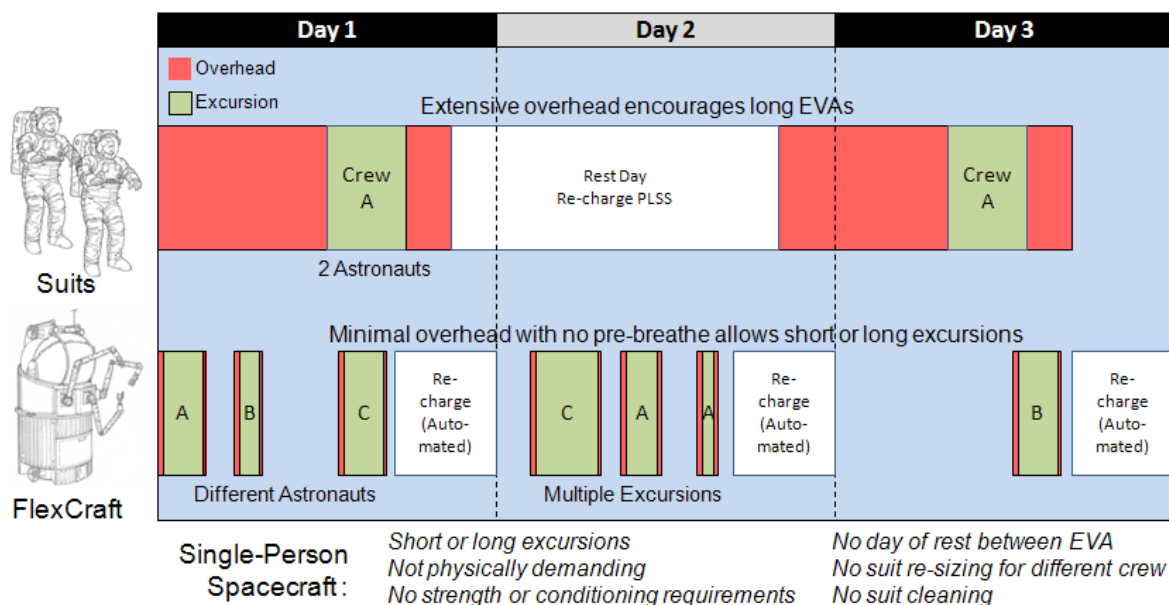 Day 1
Day 2
Day 3
Overhead
Excursion
Extensive overhead encourages long EVAs
Crew
A
Rest Day
Re-charge PLSS
Crew
A
2 Astronauts
Suits
Minimal overhead with no pre-breathe allows short or long excursions
A
B
C
Re-
charge
(Auto-
mated)
C
A
A
Re-
charge
(Auto-
mated)
B
Re-
charge
(Auto-
mated)
Different Astronauts
Multiple Excursions
FlexCraft
Single-Person
Spacecraft:
Short or long excursions
Not physically demanding
No strength or conditioning requirements
No day of rest between EVA
No suit re-sizing for different crew
No suit cleaning